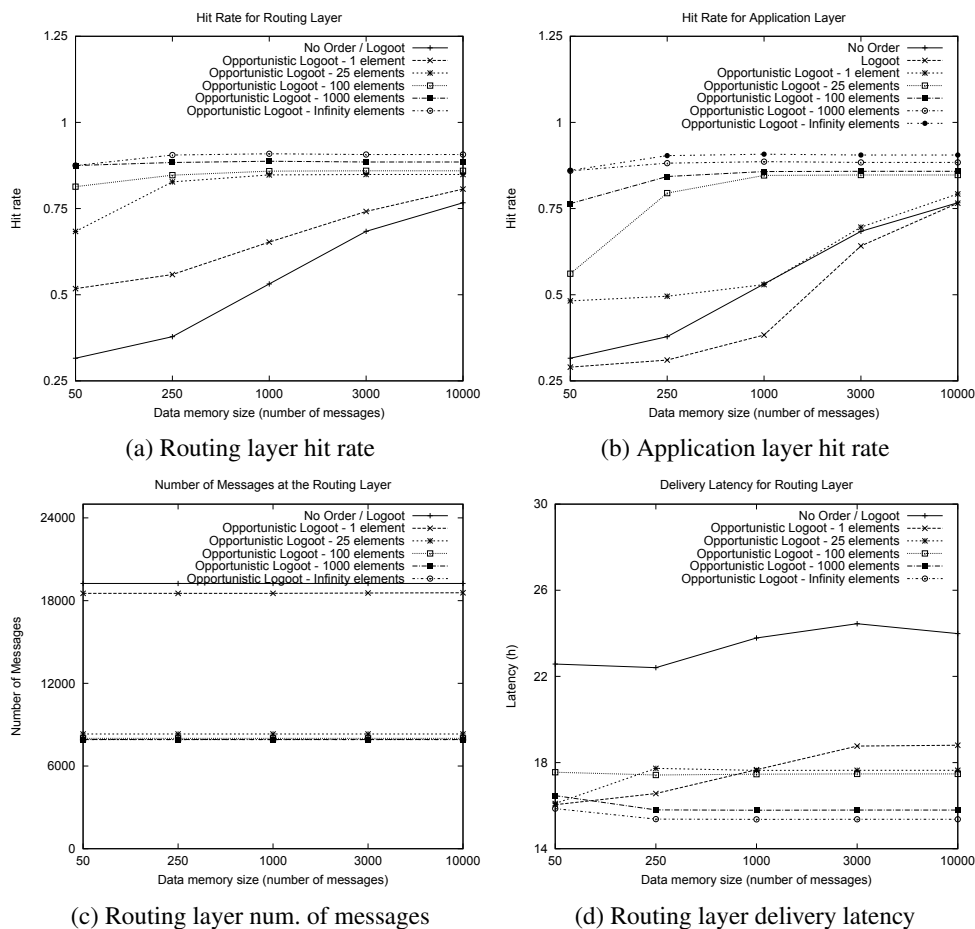 Hit Rate for Routing Layer
1.25
1
0.75
0.5
0.25
Hit rate
No Order / Logoot
Opportunistic Logoot - 1 element
Opportunistic Logoot - 25 elements
Opportunistic Logoot - 100 elements
Opportunistic Logoot - 1000 elements
Opportunistic Logoot - Infinity elements
50 250 1000 3000 10000
Data memory size (number of messages)
(a) Routing layer hit rate
Hit Rate for Application Layer
1.25
1
0.75
0.5
0.25
Hit rate
No Order
Logoot
Opportunistic Logoot - 1 element
Opportunistic Logoot - 25 elements
Opportunistic Logoot - 100 elements
Opportunistic Logoot - 1000 elements
Opportunistic Logoot - Infinity elements
50 250 1000 3000 10000
Data memory size (number of messages)
(b) Application layer hit rate
Number of Messages at the Routing Layer
24000
18000
12000
6000
0
Number of Messages
No Order / Logoot
Opportunistic Logoot - 1 element
Opportunistic Logoot - 25 elements
Opportunistic Logoot - 100 elements
Opportunistic Logoot - 1000 elements
Opportunistic Logoot - Infinity elements
50 250 1000 3000 10000
Data memory size (number of messages)
(c) Routing layer num. of messages
Delivery Latency for Routing Layer
30
26
22
18
14
Latency (h)
No Order / Logoot
Opportunistic Logoot - 1 element
Opportunistic Logoot - 25 elements
Opportunistic Logoot - 100 elements
Opportunistic Logoot - 1000 elements
Opportunistic Logoot - Infinity elements
50 250 1000 3000 10000
Data memory size (number of messages)
(d) Routing layer delivery latency